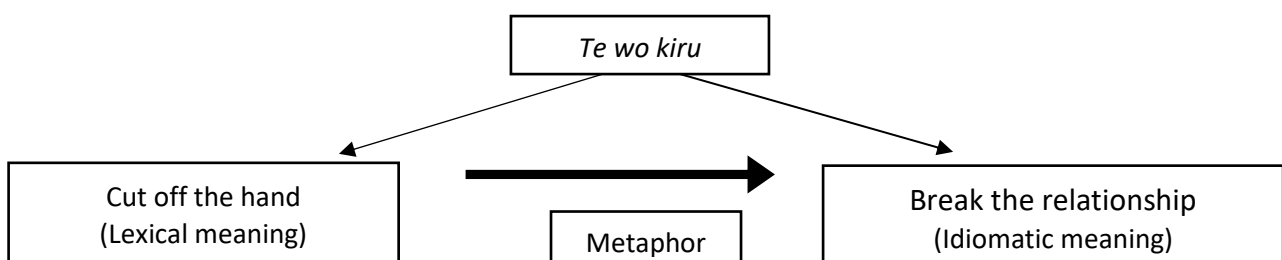 Te wo kiru
Cut off the hand
(Lexical meaning)
Metaphor
Break the relationship
(Idiomatic meaning)